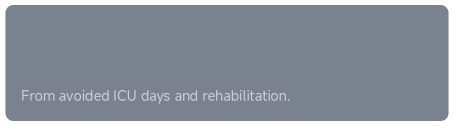 From avoided ICU days and rehabilitation.